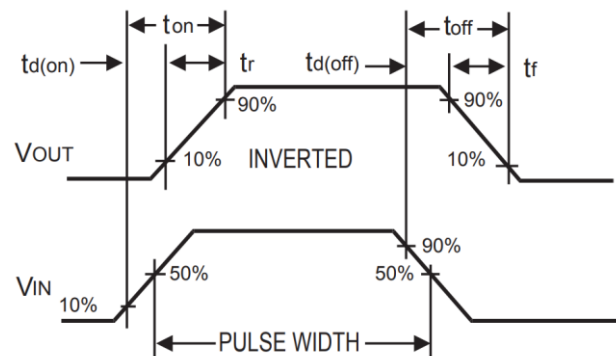 ton toff
td(on) tr td(off) tf
90% 90%
VOUT 10% INVERTED 10%
90%
VIN 50% 50%
10%
PULSE WIDTH